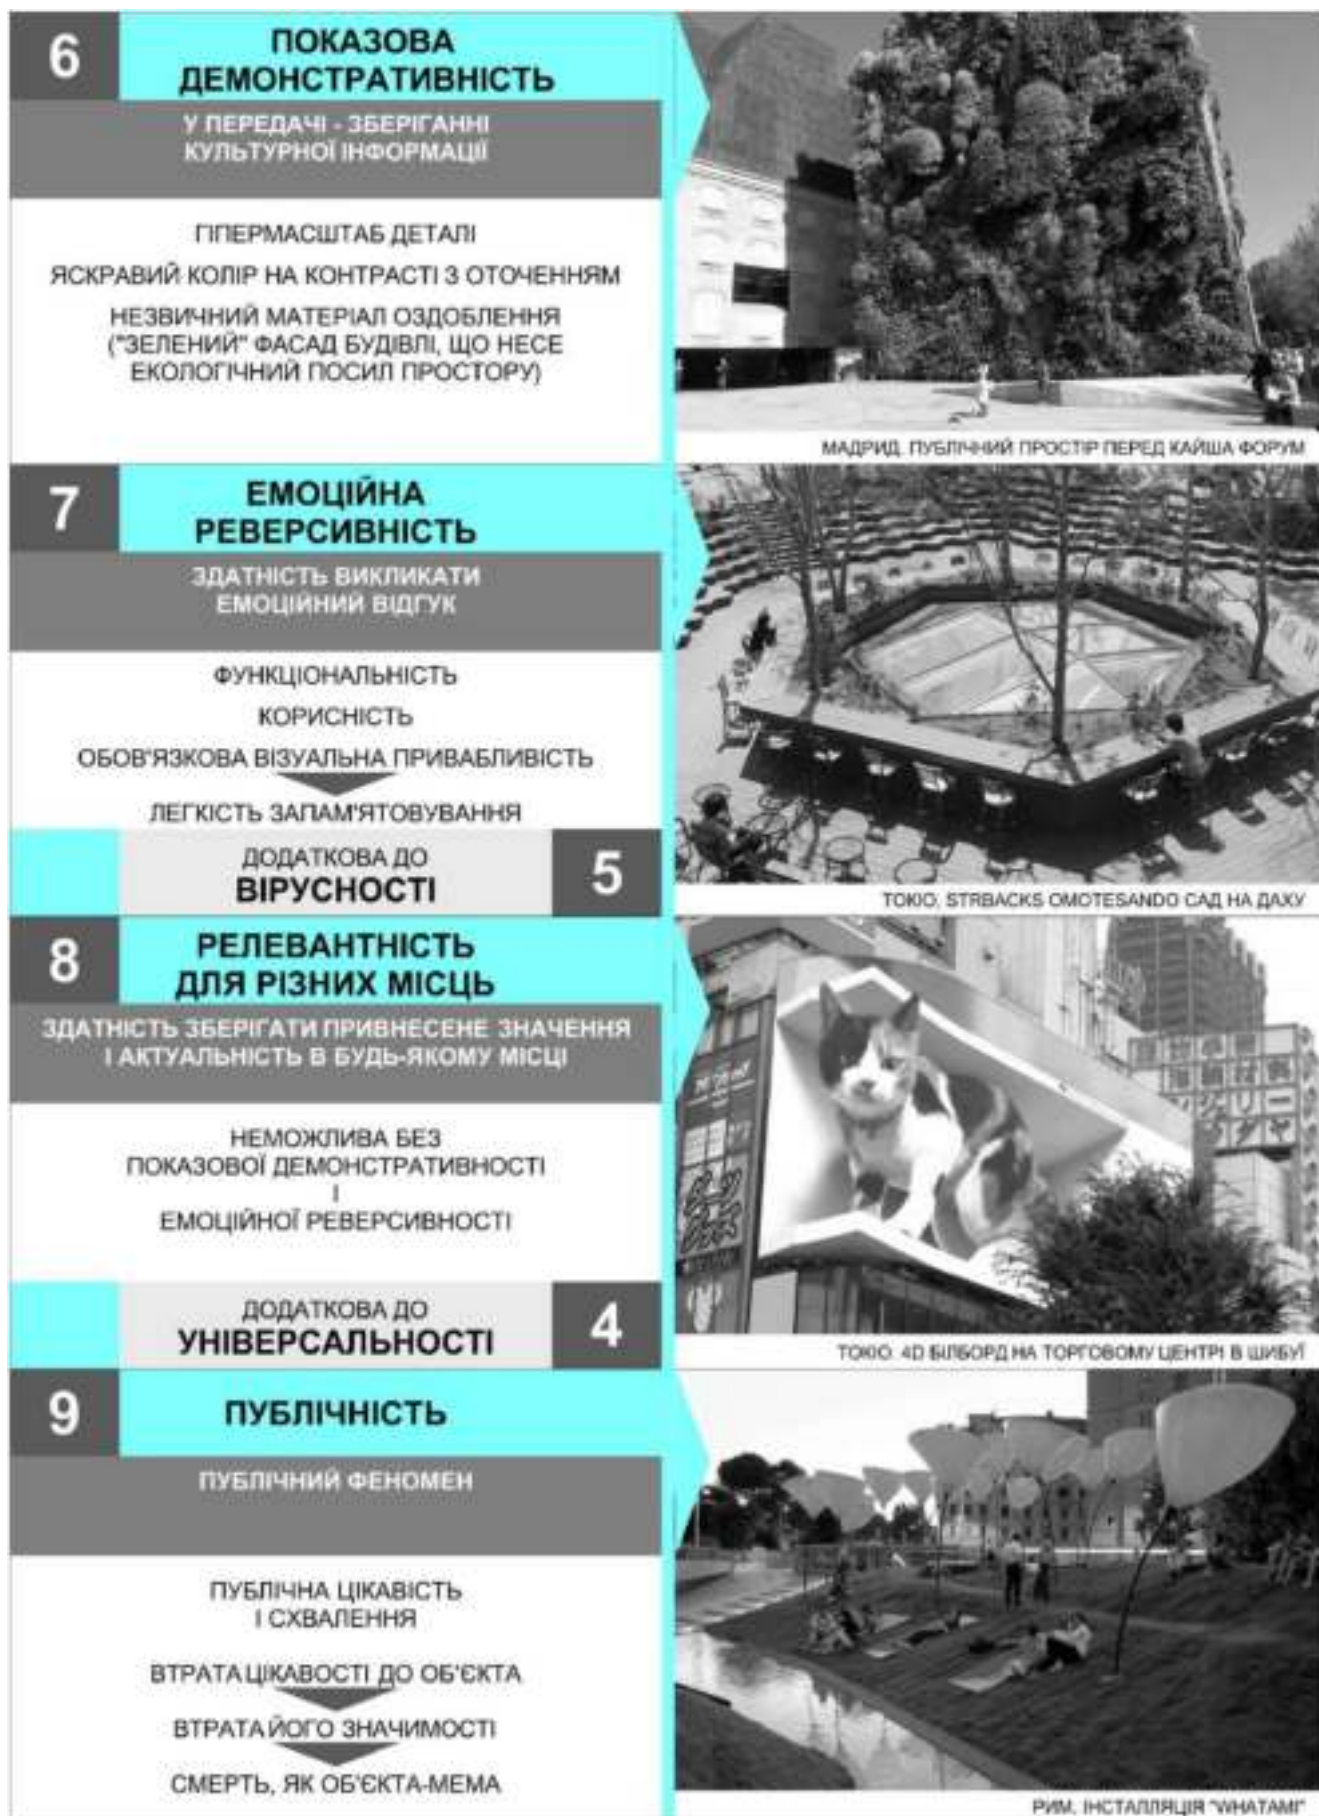 6
ПОКАЗОВА
ДЕМОНСТРАТИВНІСТЬ
У ПЕРЕДАЧІ - ЗБЕРІГАННІ
КУЛЬТУРНОЇ ІНФОРМАЦІЇ
ГІПЕРМАСШТАБ ДЕТАЛІ
ЯСКРАВИЙ КОЛІР НА КОНТРАСТІ З ОТОЧЕННЯМ
НЕЗВИЧНИЙ МАТЕРІАЛ ОЗДОБЛЕННЯ
("ЗЕЛЕНИЙ" ФАСАД БУДІВЛІ, ЩО НЕСЕ
ЕКОЛОГІЧНИЙ ПОСИЛ ПРОСТОРУ)
МАДРИД. ПУБЛІЧНИЙ ПРОСТІР ПЕРЕД КАЙША ФОРУМ
7
ЕМОЦІЙНА
РЕВЕРСИВНІСТЬ
ЗДАТНІСТЬ ВИКЛИКАТИ
ЕМОЦІЙНИЙ ВІДГУК
ФУНКЦІОНАЛЬНІСТЬ
КОРИСНІСТЬ
ОБОВ'ЯЗКОВА ВІЗУАЛЬНА ПРИВАБЛИВІСТЬ
ЛЕГКІСТЬ ЗАПАМ'ЯТОВУВАННЯ
ДОДАТКОВА ДО
ВІРУСНОСТІ
5
ТОКІО. STRBACKS OMOTESANDO САД НА ДАХУ
8
РЕЛЕВАНТНІСТЬ
ДЛЯ РІЗНИХ МІСЦЬ
ЗДАТНІСТЬ ЗБЕРІГАТИ ПРИВНЕСЕНЕ ЗНАЧЕННЯ
І АКТУАЛЬНІСТЬ В БУДЬ-ЯКОМУ МІСЦІ
НЕМОЖЛИВА БЕЗ
ПОКАЗОВОЇ ДЕМОНСТРАТИВНОСТІ
І
ЕМОЦІЙНОЇ РЕВЕРСИВНОСТІ
ДОДАТКОВА ДО
УНІВЕРСАЛЬНОСТІ
4
ТОКІО. 4D БІЛБОРД НА ТОРГОВОМУ ЦЕНТРІ В ШИБУЇ
9
ПУБЛІЧНІСТЬ
ПУБЛІЧНИЙ ФЕНОМЕН
ПУБЛІЧНА ЦІКАВІСТЬ
І СХВАЛЕННЯ
ВТРАТА ЦІКАВОСТІ ДО ОБ'ЄКТА
ВТРАТА ЙОГО ЗНАЧИМОСТІ
СМЕРТЬ, ЯК ОБ'ЄКТА-МЕМА
РИМ. ІНСТАЛЛЯЦІЯ "WHATAMI"